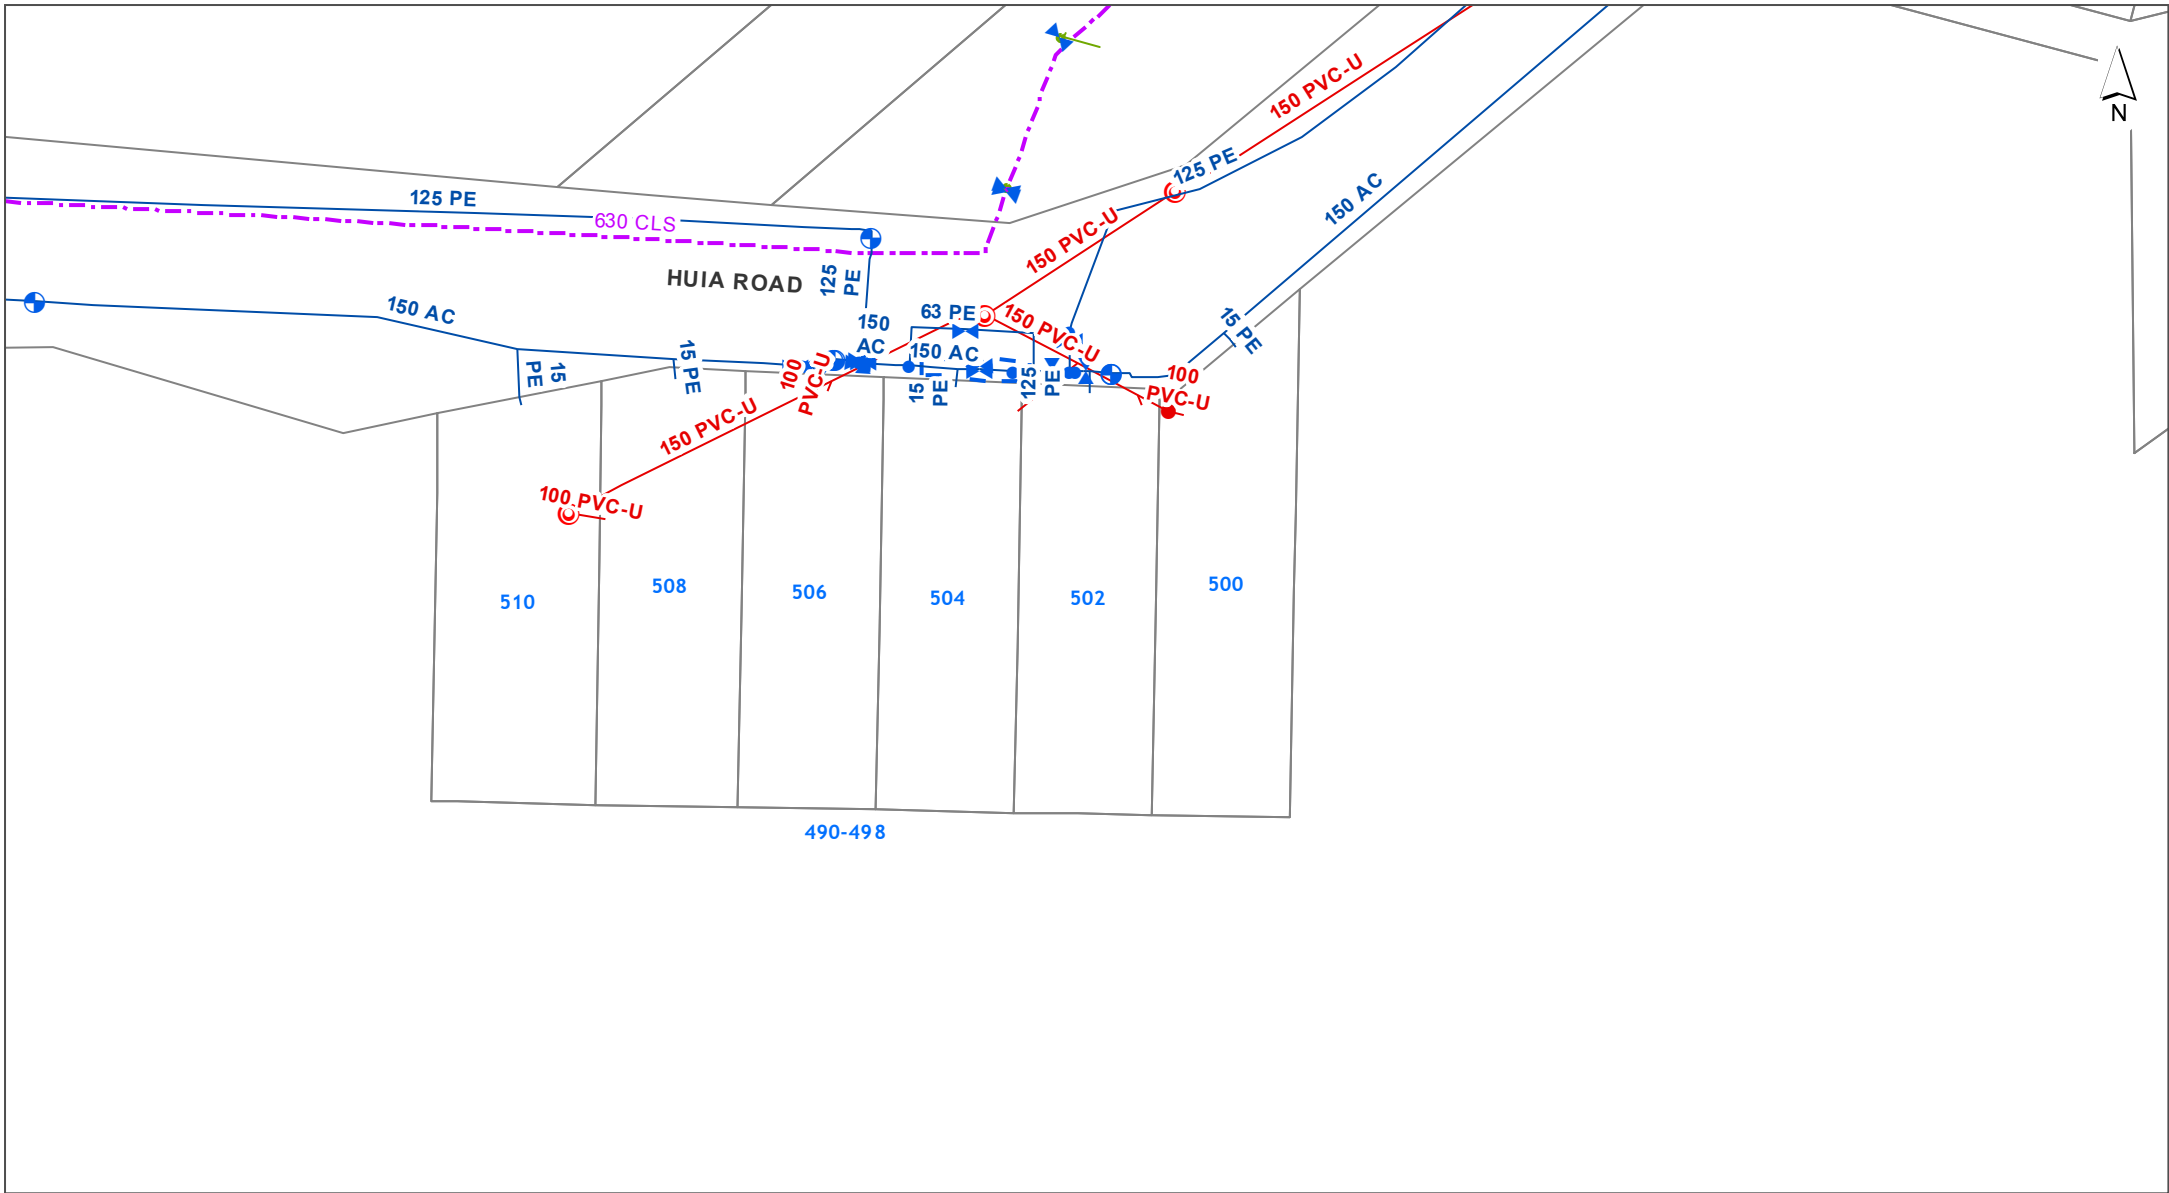 150 PVC-U
N
125 PE
125 PE
150 AC
630 CLS
150 PVC-U
HUIA ROAD
125
PE
150 AC
63 PE
150
AC
150 PVC-U
150 AC
15 PE
15
PE
15 PE
100
PVC-U
15
PE
125
PE
100
PVC-U
150 PVC-U
100 PVC-U
510
508
506
504
502
500
490-498